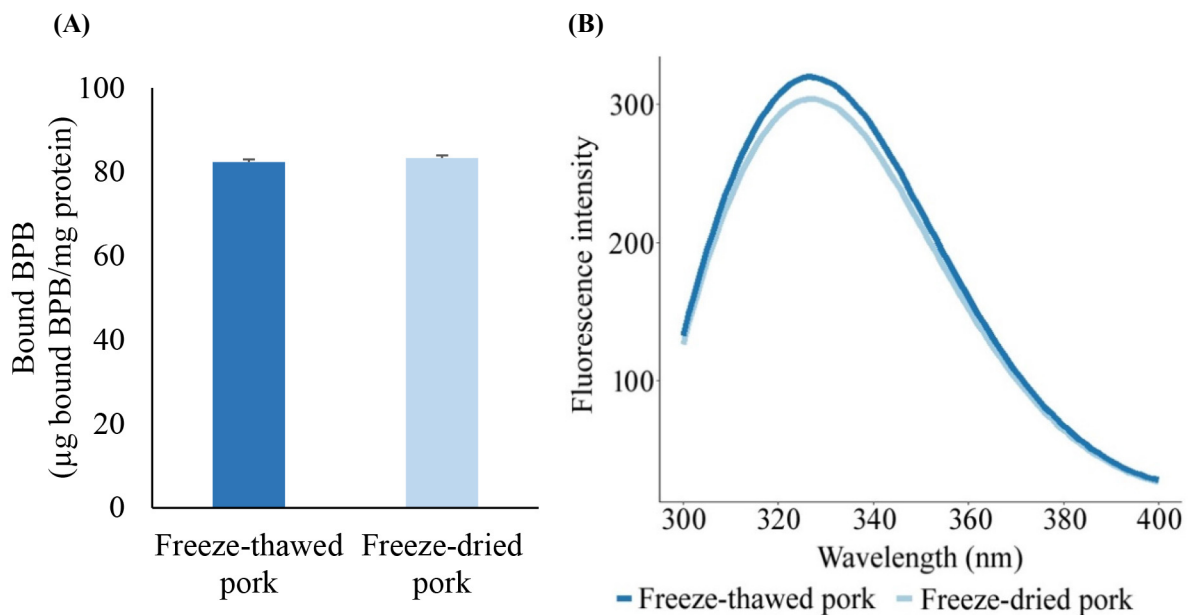 (A)
Bound BPB
(µg bound BPB/mg protein)
100
80
60
40
20
0
Freeze-thawed
pork
Freeze-dried
pork
(B)
Fluorescence intensity
300
200
100
300 320 340 360 380 400
Wavelength (nm)
Freeze-thawed pork Freeze-dried pork